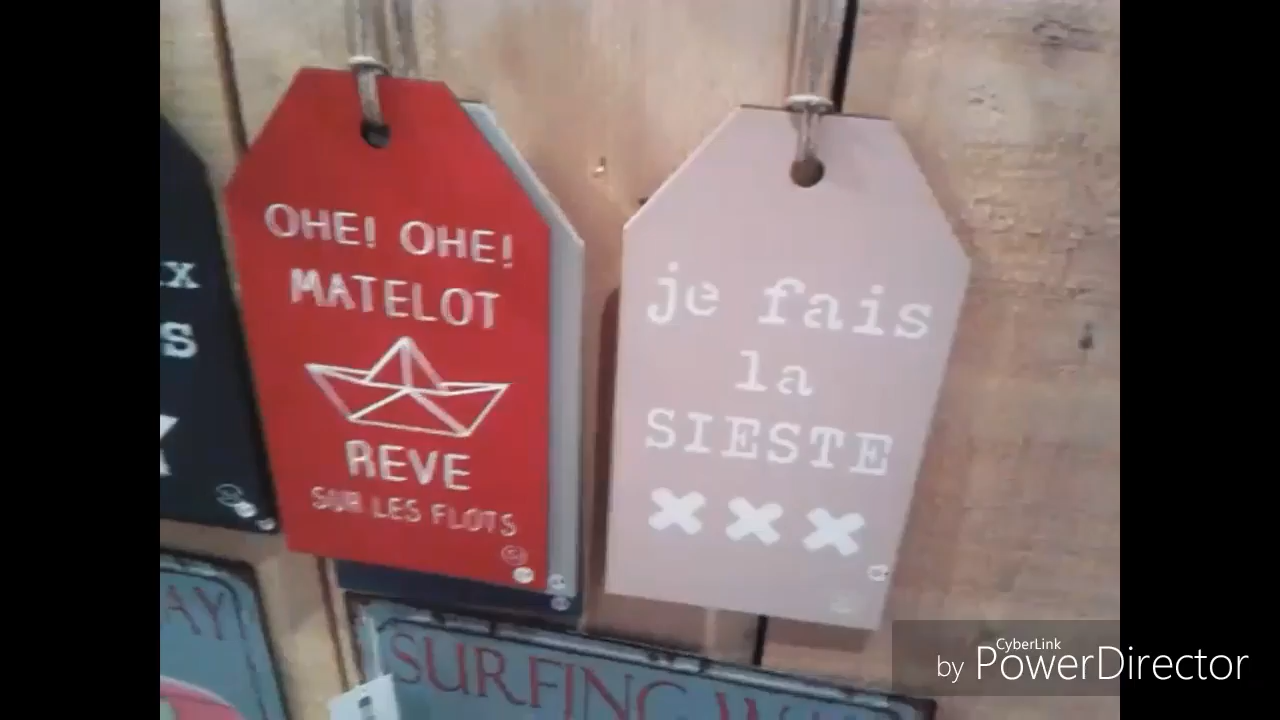 OHE! OHE!
MATELOT
REVE
SUR LES FLOTS
je fais
la
SIESTE
SURFING
CyberLink
by PowerDirector